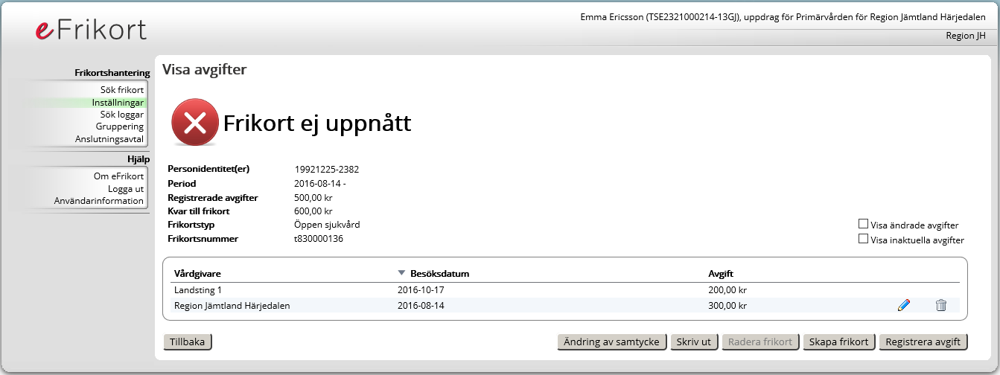 eFrikort
Emma Ericsson (TSE2321000214-13GJ), uppdrag för Primärvården för Region Jämtland Härjedalen
Region JH
Frikortshantering
Sök frikort
Inställningar
Sök loggar
Gruppering
Anslutningsavtal
Hjälp
Om eFrikort
Logga ut
Användarinformation
Visa avgifter
Frikort ej uppnått
Personidentitet(er) 19921225-2382
Period 2016-08-14 -
Registrerade avgifter 500,00 kr
Kvar till frikort 600,00 kr
Frikortstyp Öppen sjukvård
Frikortsnummer t830000136
Visa ändrade avgifter
Visa inaktuella avgifter
Vårdgivare Besöksdatum Avgift
Landsting 1 2016-10-17 200,00 kr
Region Jämtland Härjedalen 2016-08-14 300,00 kr
Tillbaka Ändring av samtycke Skriv ut Radera frikort Skapa frikort Registrera avgift